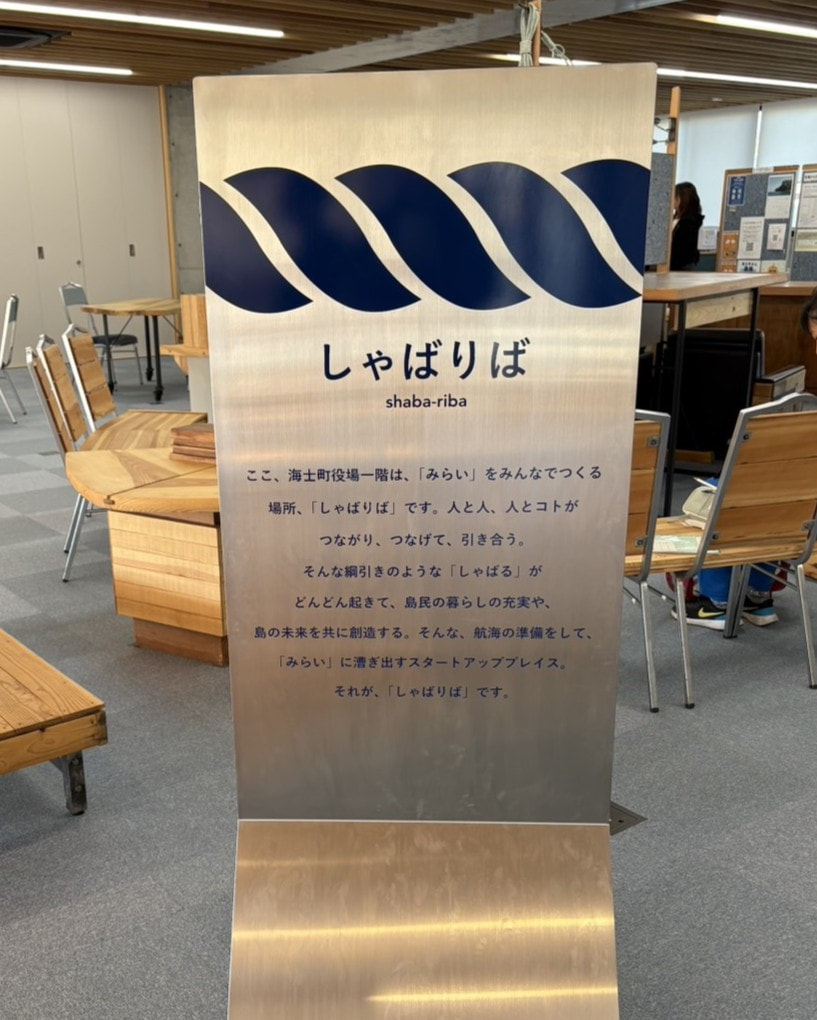 しゃばりば
shaba-riba
ここ、海士町役場一階は、「みらい」をみんなでつくる
場所、「しゃばりば」です。人と人、人とコトが
つながり、つなげて、引き合う。
そんな綱引きのような「しゃばる」が
どんどん起きて、島民の暮らしの充実や、
島の未来を共に創造する。そんな、航海の準備をして、
「みらい」に漕ぎ出すスタートアッププレイス。
それが、「しゃばりば」です。